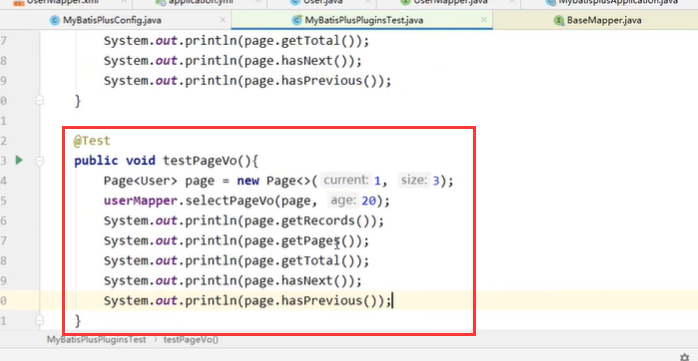 UserMapper.xml
application.yml
User.java
UserMapper.java
MybatisplusApplication.java
MyBatisPlusConfig.java
MyBatisPlusPluginsTest.java
BaseMapper.java
7 System.out.println(page.getTotal());
8 System.out.println(page.hasNext());
9 System.out.println(page.hasPrevious());
0 }
1
2 @Test
3 public void testPageVo(){
4 Page<User> page = new Page<>( current: 1, size: 3);
5 userMapper.selectPageVo(page, age: 20);
6 System.out.println(page.getRecords());
7 System.out.println(page.getPages());
8 System.out.println(page.getTotal());
9 System.out.println(page.hasNext());
0 System.out.println(page.hasPrevious());
1 }
MyBatisPlusPluginsTest › testPageVo()